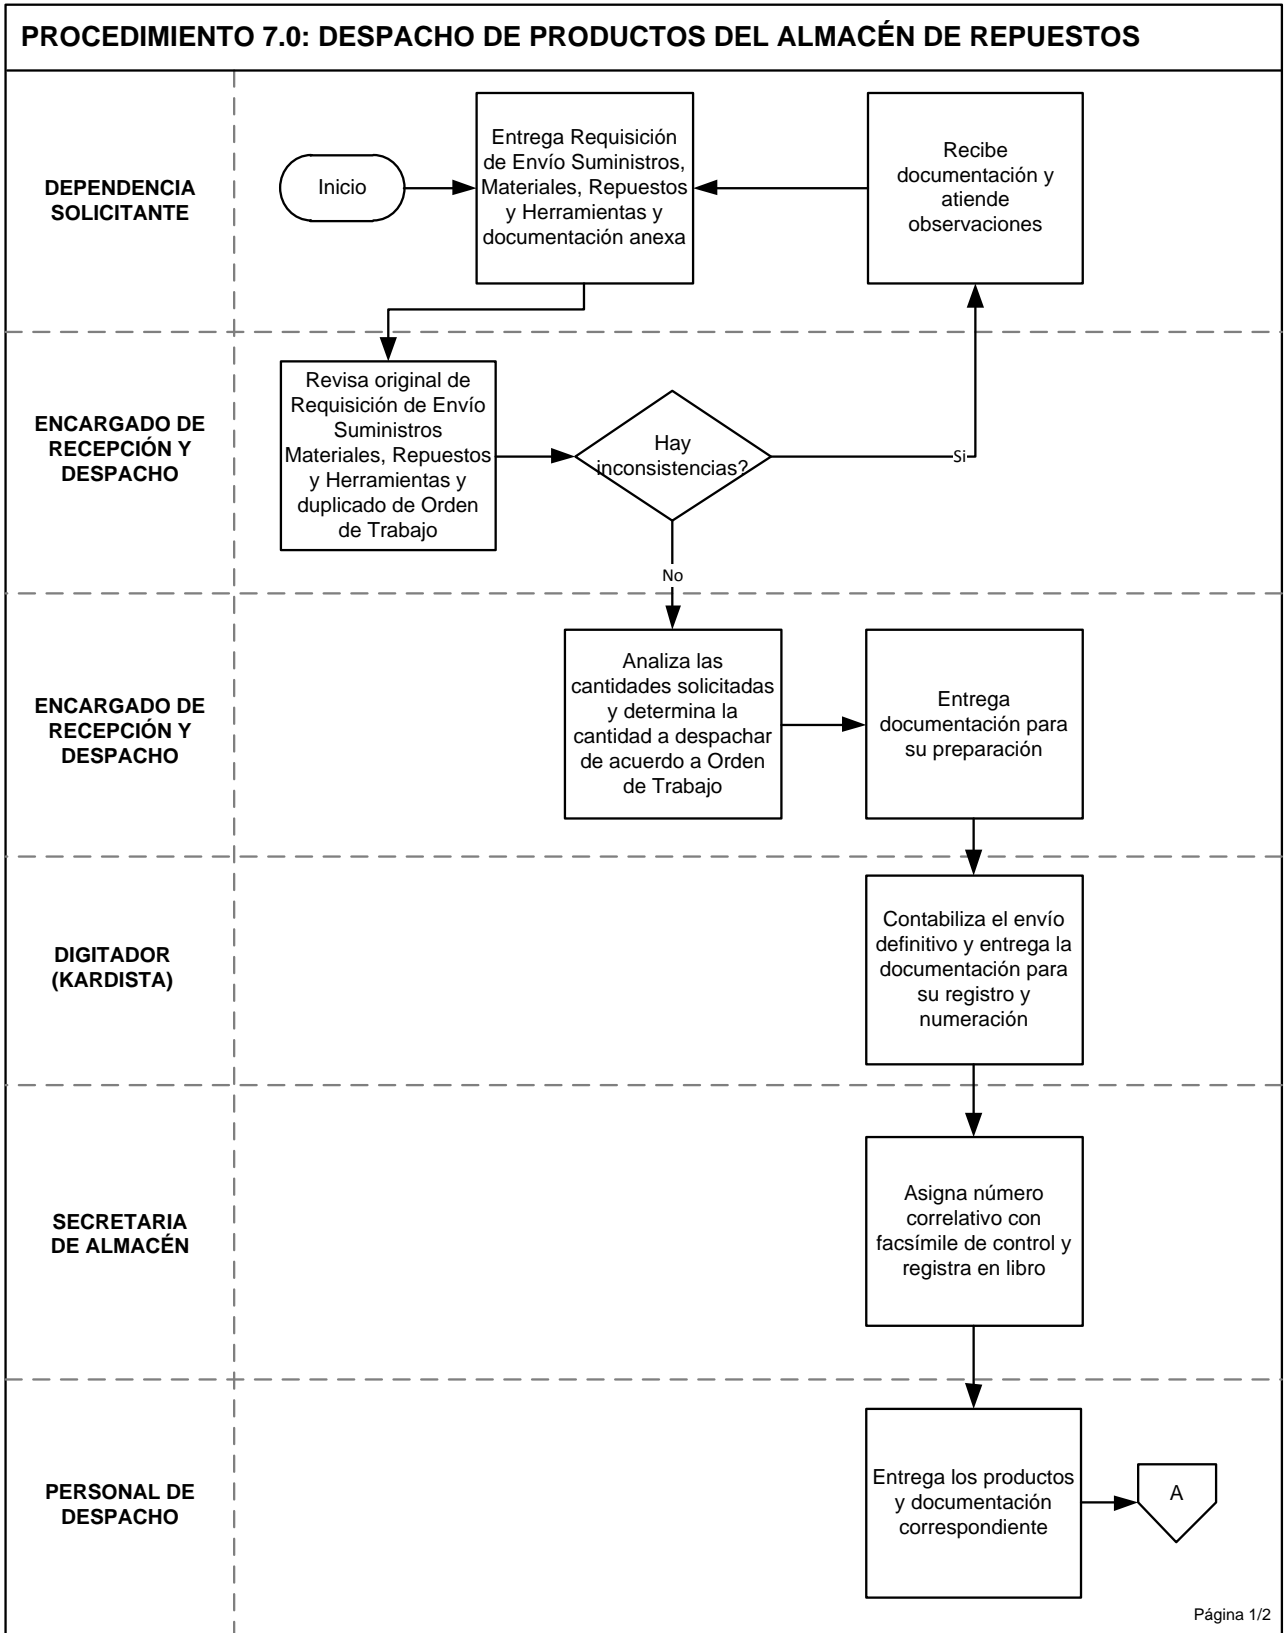 PROCEDIMIENTO 7.0: DESPACHO DE PRODUCTOS DEL ALMACÉN DE REPUESTOS
DEPENDENCIA
SOLICITANTE
Inicio
Entrega Requisición
de Envío Suministros,
Materiales, Repuestos
y Herramientas y
documentación anexa
Recibe
documentación y
atiende
observaciones
ENCARGADO DE
RECEPCIÓN Y
DESPACHO
Revisa original de
Requisición de Envío
Suministros
Materiales, Repuestos
y Herramientas y
duplicado de Orden
de Trabajo
Hay
inconsistencias?
Si
No
ENCARGADO DE
RECEPCIÓN Y
DESPACHO
Analiza las
cantidades solicitadas
y determina la
cantidad a despachar
de acuerdo a Orden
de Trabajo
Entrega
documentación para
su preparación
DIGITADOR
(KARDISTA)
Contabiliza el envío
definitivo y entrega la
documentación para
su registro y
numeración
SECRETARIA
DE ALMACÉN
Asigna número
correlativo con
facsímile de control y
registra en libro
PERSONAL DE
DESPACHO
Entrega los productos
y documentación
correspondiente
A
Página 1/2